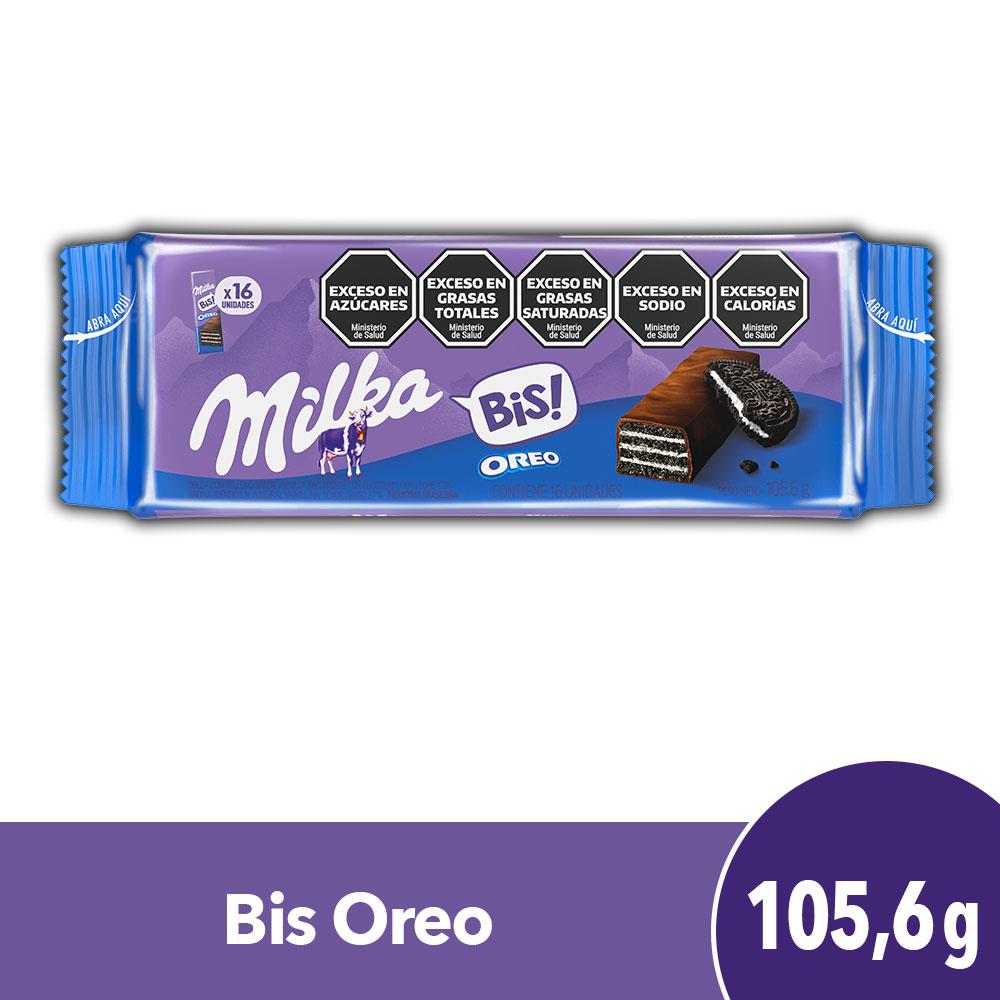 ABRA AQUÍ
Milka
BiS!
OREO
x16
UNIDADES
EXCESO EN
AZÚCARES
Ministerio
de Salud
EXCESO EN
GRASAS
TOTALES
Ministerio
de Salud
EXCESO EN
GRASAS
SATURADAS
Ministerio
de Salud
EXCESO EN
SODIO
Ministerio
de Salud
EXCESO EN
CALORÍAS
Ministerio
de Salud
ABRA AQUÍ
Milka
BiS!
OREO
CONTIENE 16 UNIDADES
PESO NETO 105,6 g
Bis Oreo
105,6 g